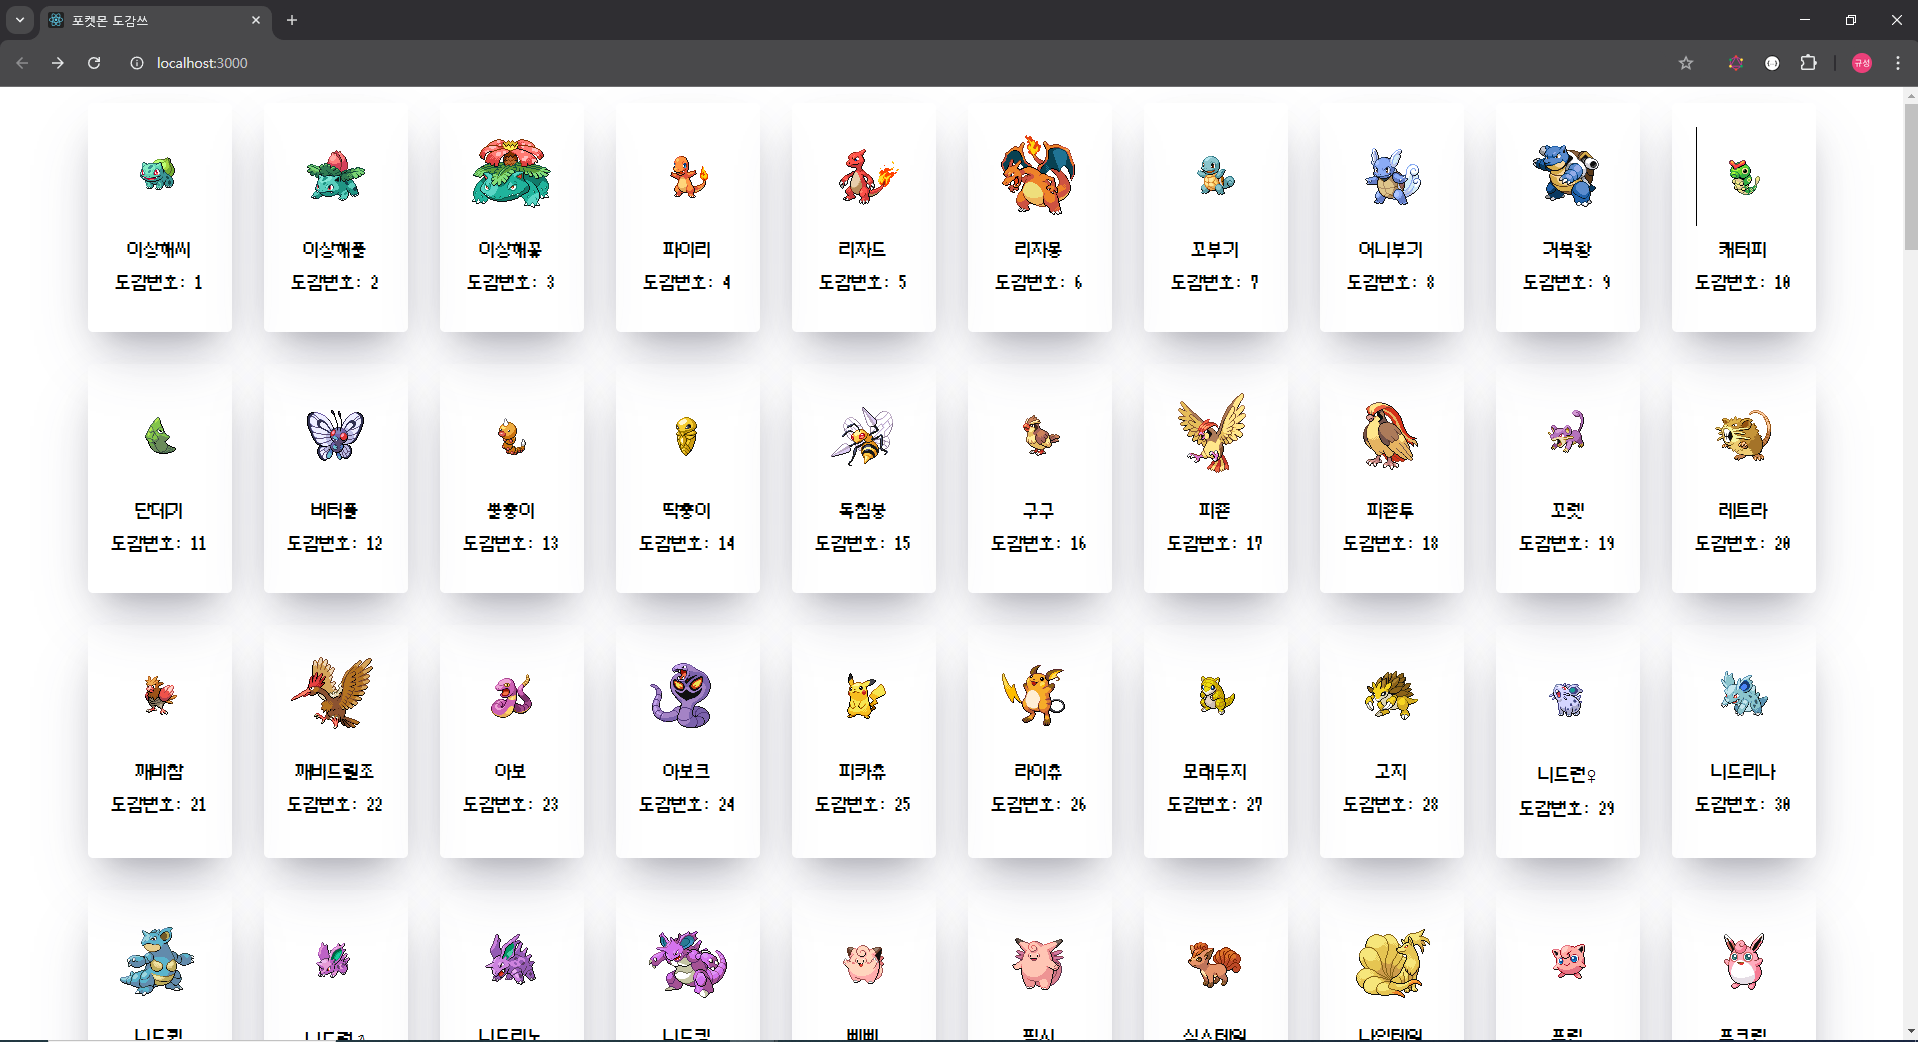 포켓몬 도감쓰
localhost:3000
규성
이상해씨 이상해풀 이상해꽃 파이리 리자드 리자몽 꼬부기 어니부기 거북왕 캐터피
도감번호: 1 도감번호: 2 도감번호: 3 도감번호: 4 도감번호: 5 도감번호: 6 도감번호: 7 도감번호: 8 도감번호: 9 도감번호: 10
단데기 버터플 뿔충이 딱충이 독침붕 구구 피죤 피죤투 꼬렛 레트라
도감번호: 11 도감번호: 12 도감번호: 13 도감번호: 14 도감번호: 15 도감번호: 16 도감번호: 17 도감번호: 18 도감번호: 19 도감번호: 20
깨비참 깨비드릴조 아보 아보크 피카츄 라이츄 모래두지 고지 니드런♀ 니드리나
도감번호: 21 도감번호: 22 도감번호: 23 도감번호: 24 도감번호: 25 도감번호: 26 도감번호: 27 도감번호: 28 도감번호: 29 도감번호: 30